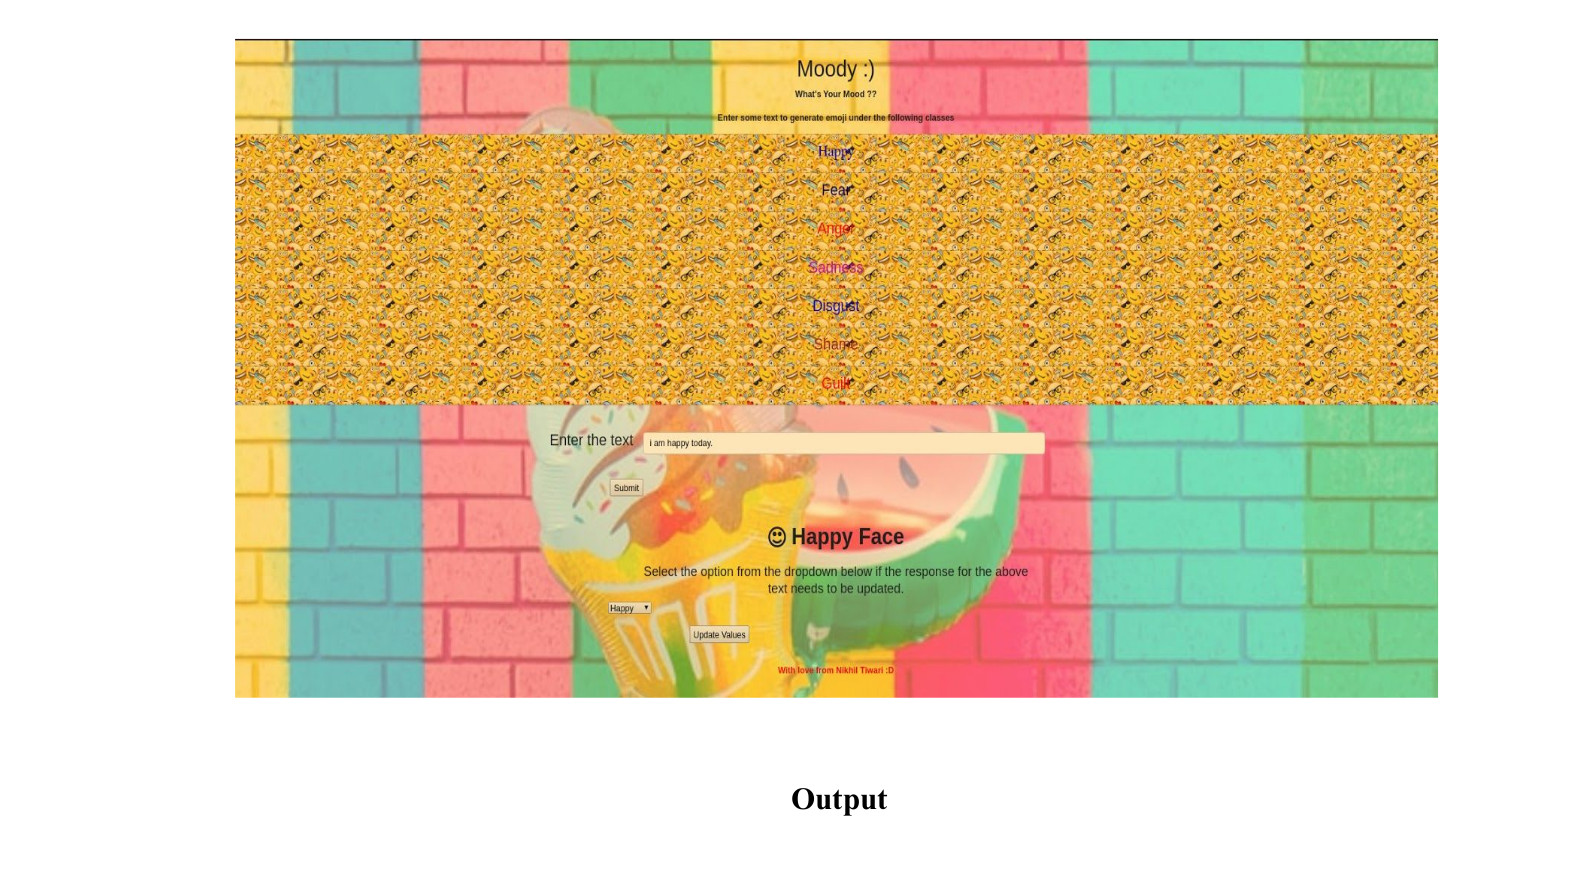 Moody :)
What's Your Mood ??
Enter some text to generate emoji under the following classes
Happy
Fear
Anger
Sadness
Disgust
Shame
Guilt
Enter the text i am happy today.
Submit
☺ Happy Face
Select the option from the dropdown below if the response for the above
text needs to be updated.
Happy
Update Values
With love from Nikhil Tiwari :D
Output